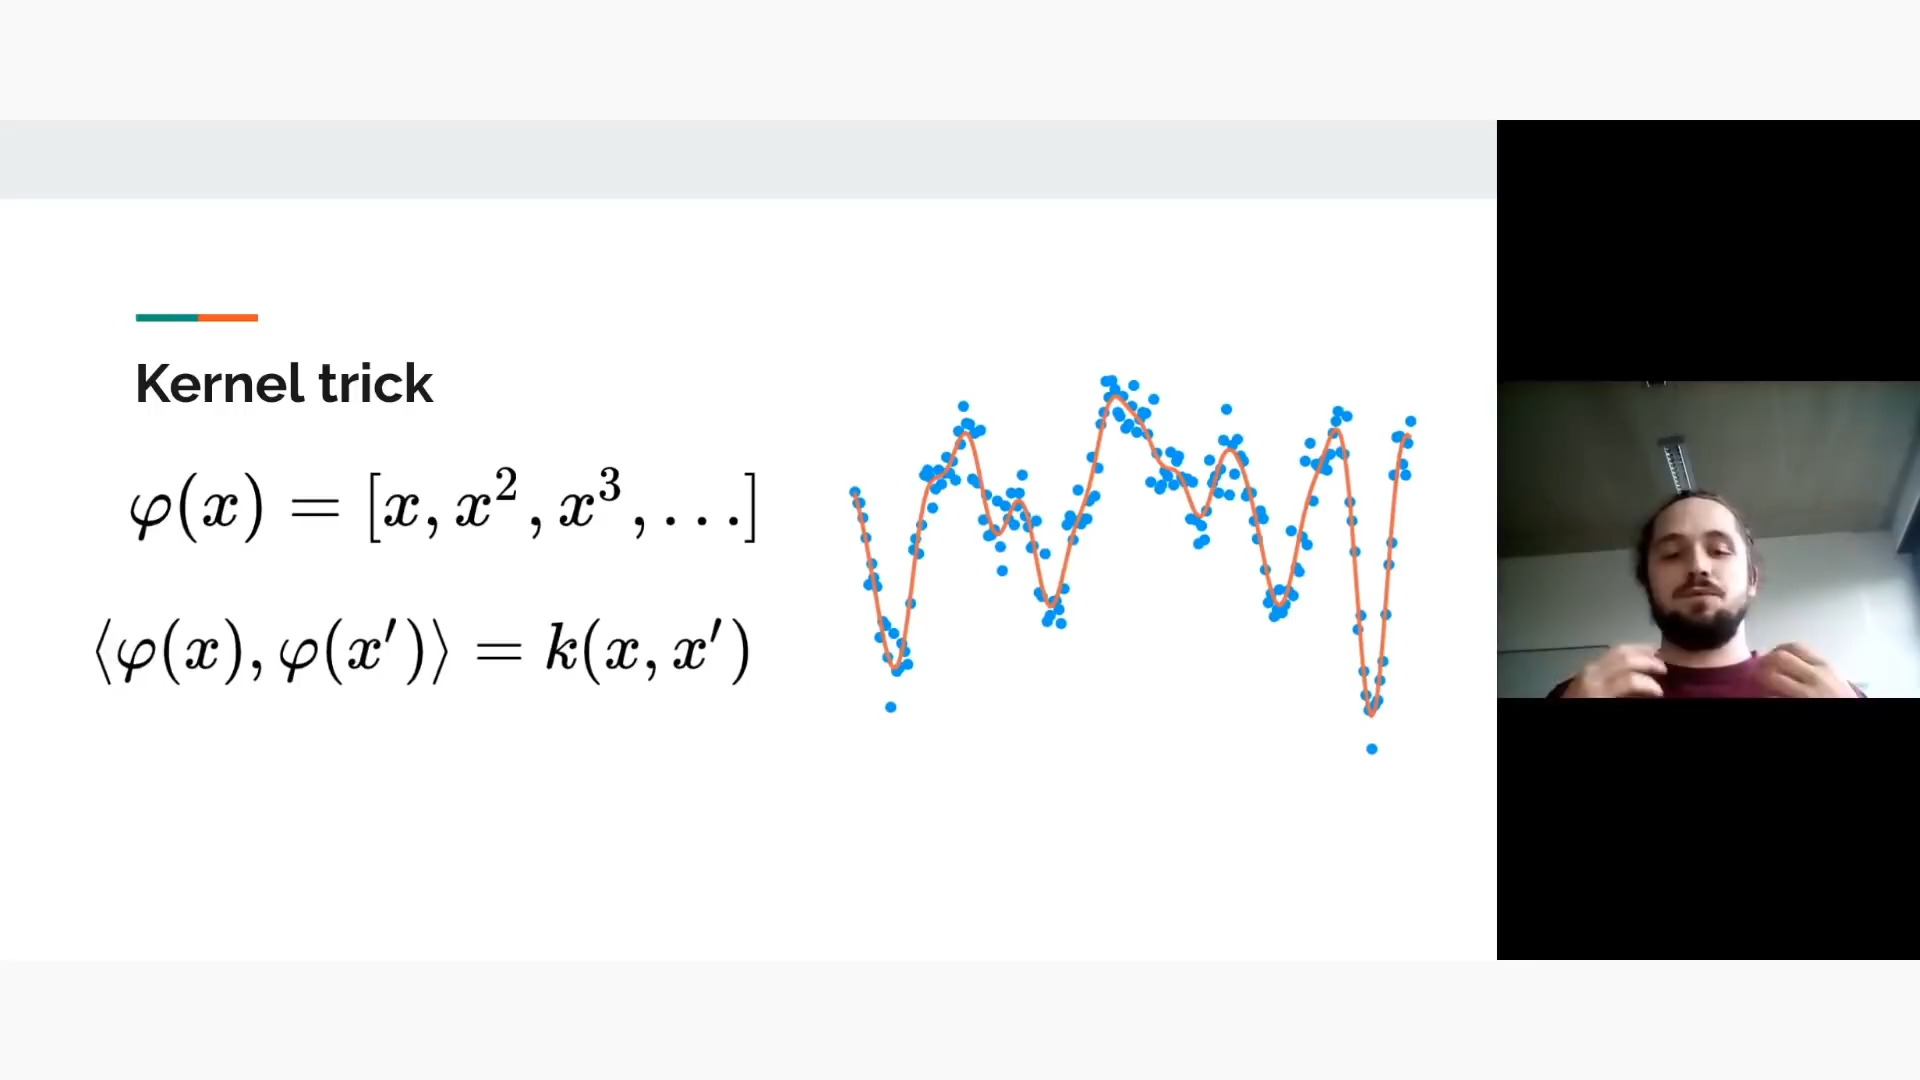 Kernel trick
φ(x) = [x, x², x³, ...]
⟨φ(x), φ(x′)⟩ = k(x, x′)